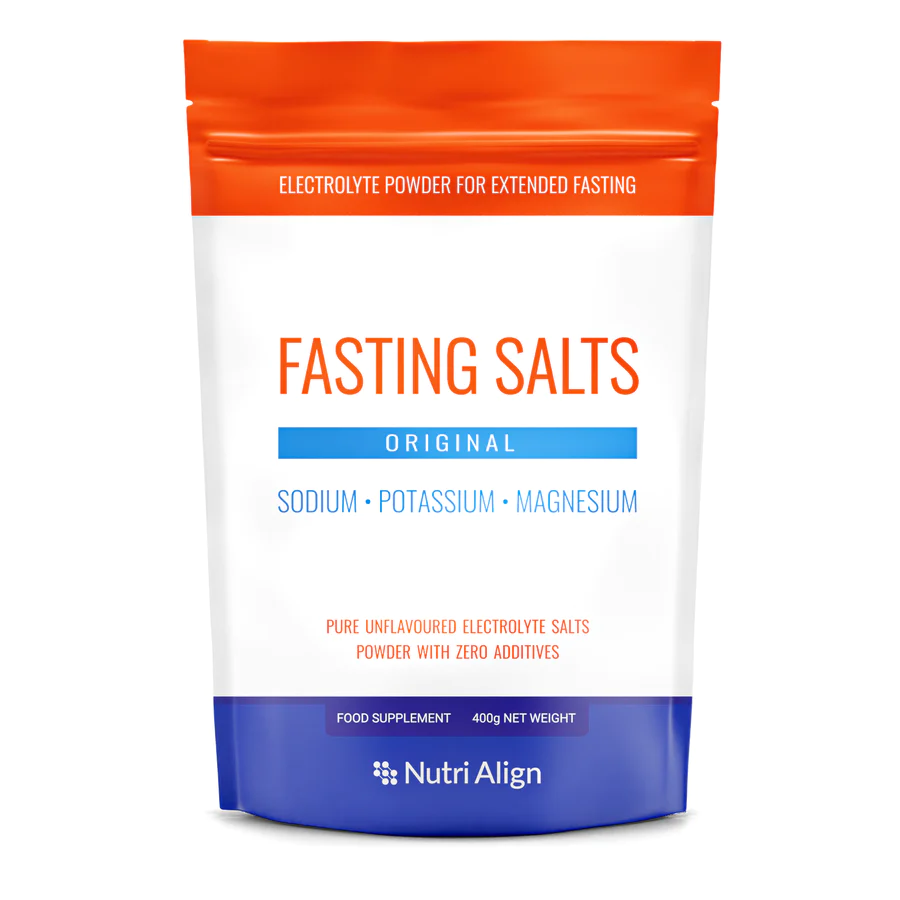 ELECTROLYTE POWDER FOR EXTENDED FASTING
FASTING SALTS
ORIGINAL
SODIUM • POTASSIUM • MAGNESIUM
PURE UNFLAVOURED ELECTROLYTE SALTS
POWDER WITH ZERO ADDITIVES
FOOD SUPPLEMENT 400g NET WEIGHT
Nutri Align